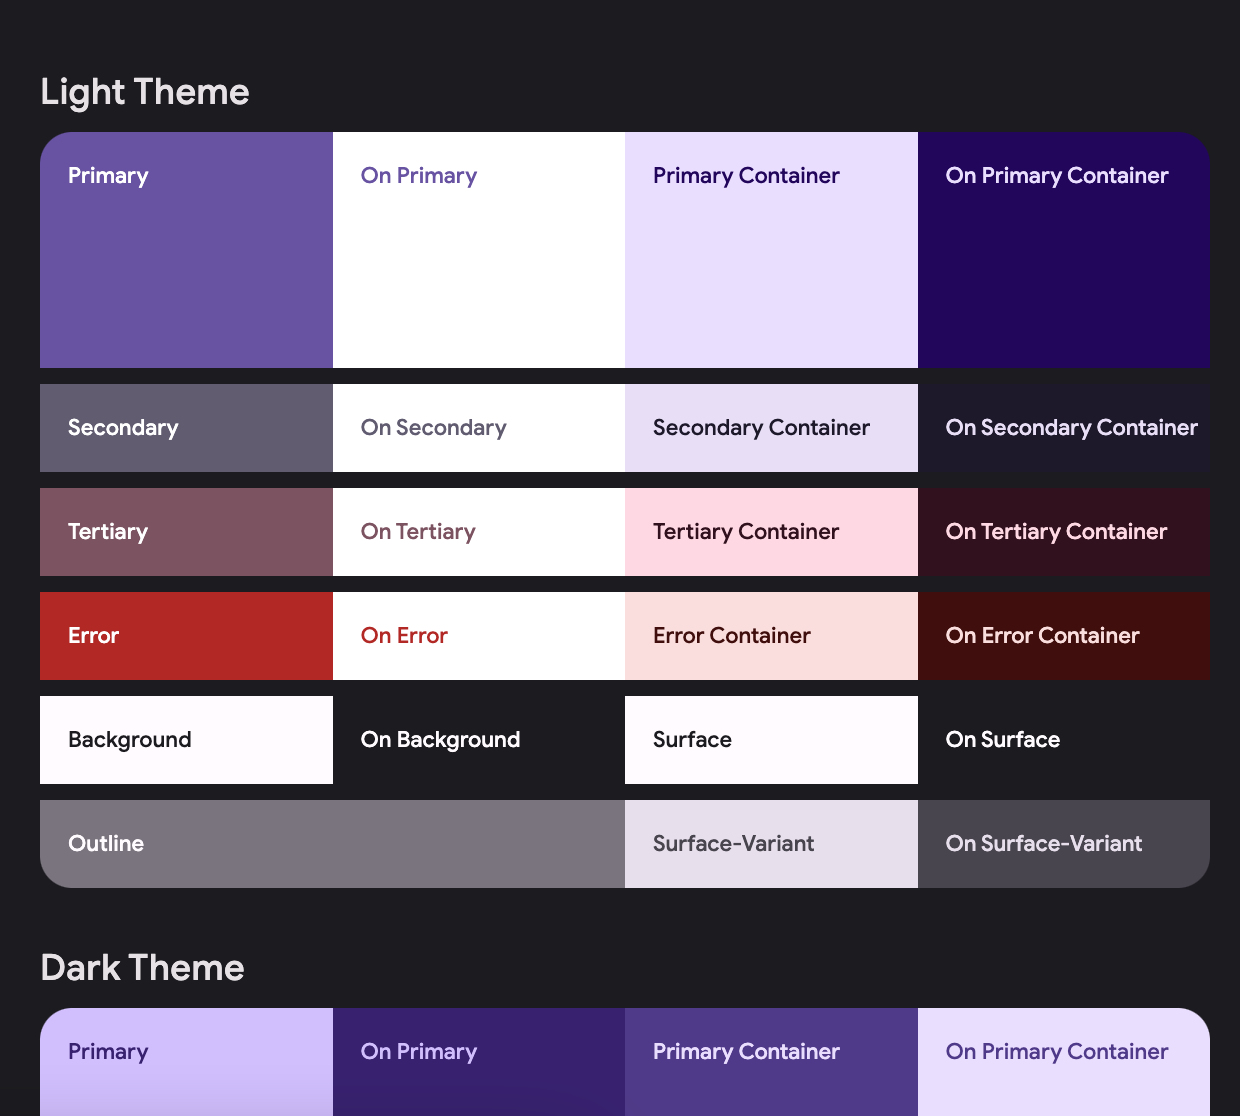 Light Theme
Primary
On Primary
Primary Container
On Primary Container
Secondary
On Secondary
Secondary Container
On Secondary Container
Tertiary
On Tertiary
Tertiary Container
On Tertiary Container
Error
On Error
Error Container
On Error Container
Background
On Background
Surface
On Surface
Outline
Surface-Variant
On Surface-Variant
Dark Theme
Primary
On Primary
Primary Container
On Primary Container